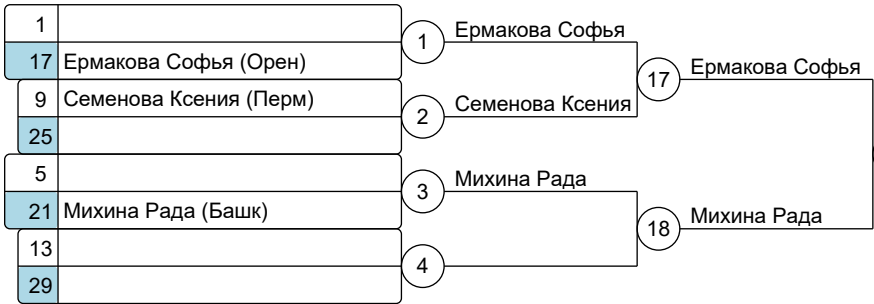 1
1 Ермакова Софья
17 Ермакова Софья (Орен)
17 Ермакова Софья
9 Семенова Ксения (Перм)
2 Семенова Ксения
25
5
3 Михина Рада
21 Михина Рада (Башк)
18 Михина Рада
13
4
29